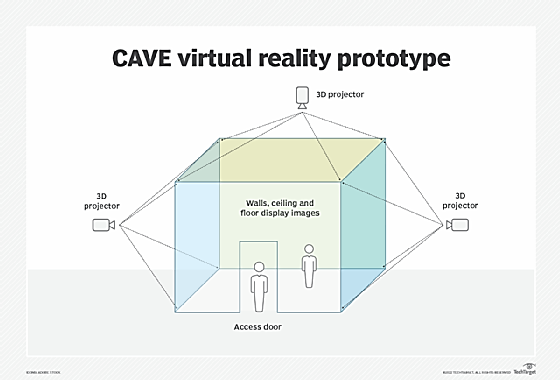 CAVE virtual reality prototype
3D projector
3D
projector
3D
projector
Walls, ceiling and
floor display images
Access door
TechTarget